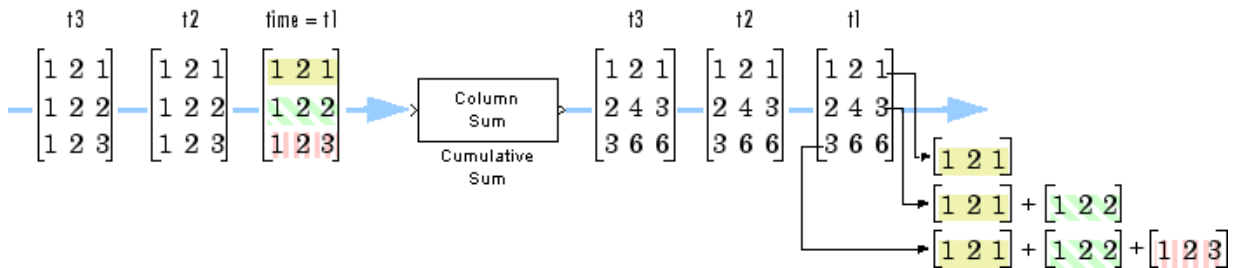 t3 t2 time = t1 t3 t2 t1
[1 2 1] [1 2 1] [1 2 1] [1 2 1] [1 2 1] [1 2 1]
[1 2 2] [1 2 2] [1 2 2] Column [2 4 3] [2 4 3] [2 4 3]
Sum
[1 2 3] [1 2 3] [1 2 3] [3 6 6] [3 6 6] [3 6 6]
Cumulative
Sum
[1 2 1]
[1 2 1] + [1 2 2]
[1 2 1] + [1 2 2] + [1 2 3]